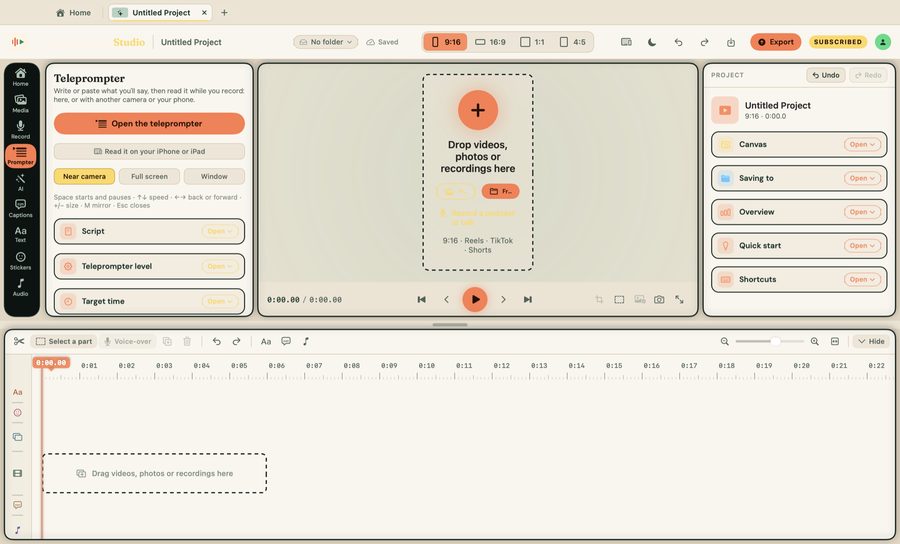 Home
Untitled Project
Studio
Untitled Project
No folder
Saved
9:16
16:9
1:1
4:5
Export
SUBSCRIBED
Home
Media
Record
Prompter
AI
Captions
Aa
Text
Stickers
Audio
Teleprompter
Write or paste what you'll say, then read it while you record:
here, or with another camera or your phone.
Open the teleprompter
Read it on your iPhone or iPad
Near camera
Full screen
Window
Space starts and pauses · ↑↓ speed · ←→ back or forward ·
+/− size · M mirror · Esc closes
Script
Open
Teleprompter level
Open
Target time
Open
Drop videos,
photos or
recordings here
Fr…
Record a podcast
or talk
9:16 · Reels · TikTok
· Shorts
0:00.00 / 0:00.00
PROJECT
Undo
Redo
Untitled Project
9:16 · 0:00.0
Canvas
Open
Saving to
Open
Overview
Open
Quick start
Open
Shortcuts
Open
Select a part
Voice-over
Aa
Hide
0:00.00
0:01
0:02
0:03
0:04
0:05
0:06
0:07
0:08
0:09
0:10
0:11
0:12
0:13
0:14
0:15
0:16
0:17
0:18
0:19
0:20
0:21
0:22
Aa
Drag videos, photos or recordings here